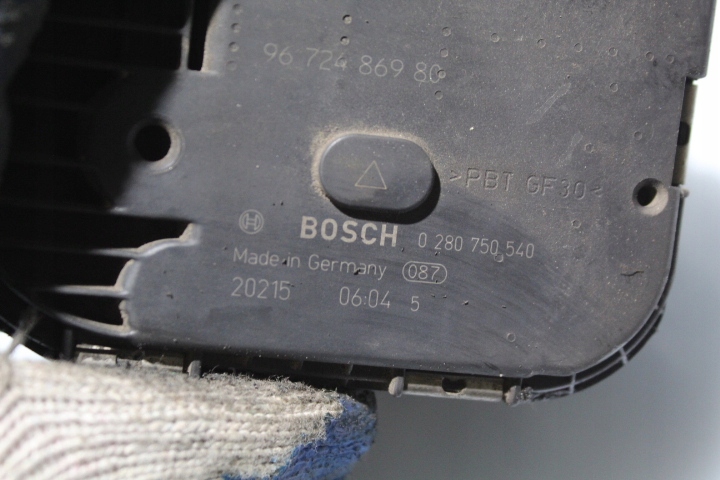 96 724 869 80
>PBT GF30<
BOSCH 0 280 750 540
Made in Germany 087
20215 06:04 5